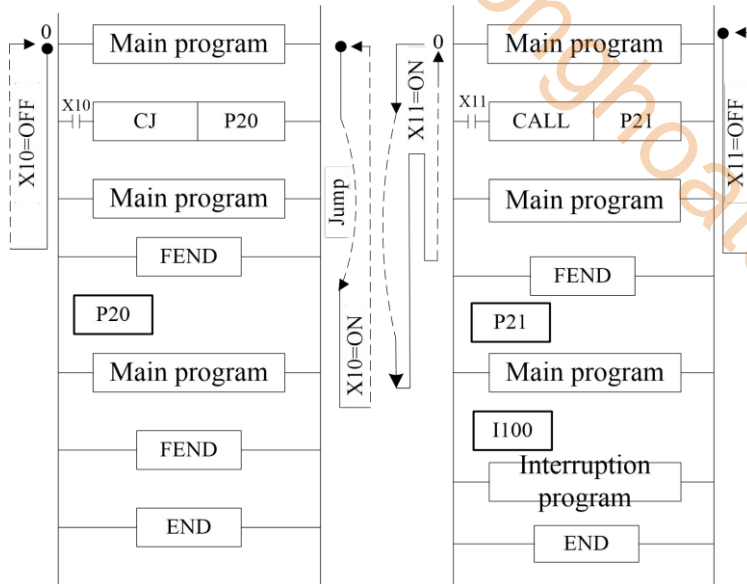 0
Main program
X10
CJ P20
X10=OFF
Main program
Jump
FEND
P20
X10=ON
Main program
FEND
END
0
Main program
X11=ON
X11
CALL P21
X11=OFF
Main program
FEND
P21
Main program
I100
Interruption
program
END